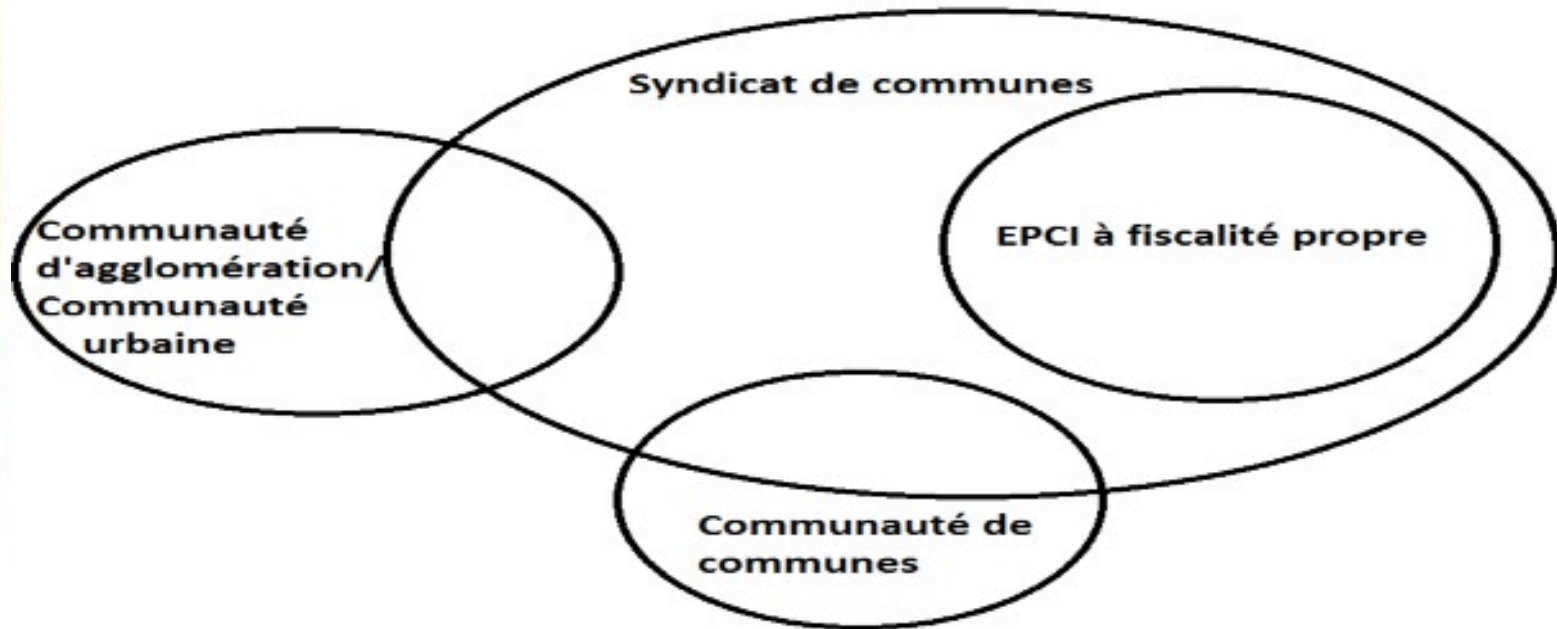 Syndicat de communes
Communauté
d'agglomération/
Communauté
urbaine
EPCI à fiscalité propre
Communauté de
communes